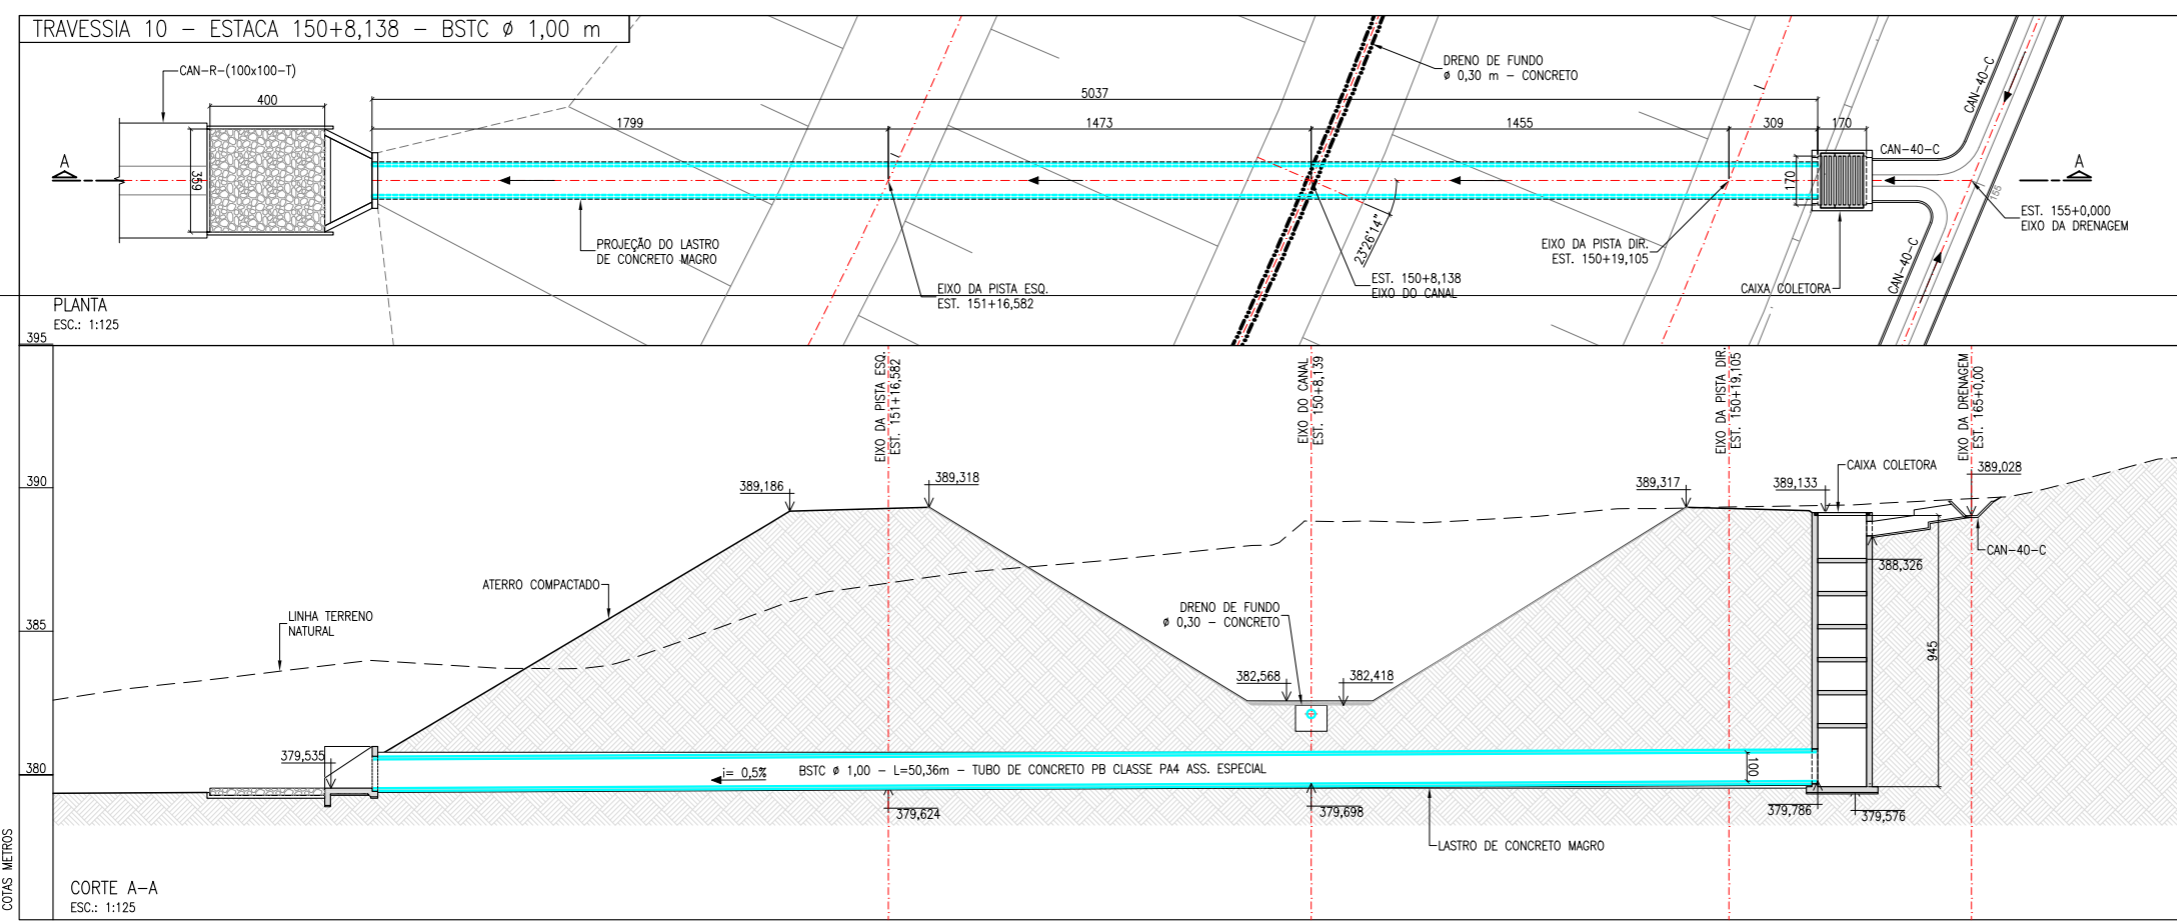 TRAVESSIA 10 – ESTACA 150+8,138 – BSTC ø 1,00 m
CAN-R-(100x100-T)
400
359
A
5037
1799
1473
1455
309
170
170
DRENO DE FUNDO
ø 0,30 m – CONCRETO
CAN-40-C
CAN-40-C
CAN-40-C
A
155
EST. 155+0,000
EIXO DA DRENAGEM
PROJEÇÃO DO LASTRO
DE CONCRETO MAGRO
EIXO DA PISTA ESQ.
EST. 151+16,582
23°26'14"
EST. 150+8,138
EIXO DO CANAL
EIXO DA PISTA DIR.
EST. 150+19,105
CAIXA COLETORA
PLANTA
ESC.: 1:125
395
390
385
380
COTAS METROS
EIXO DA PISTA ESQ.
EST. 151+16,582
EIXO DO CANAL
EST. 150+8,139
EIXO DA PISTA DIR.
EST. 150+19,105
EIXO DA DRENAGEM
EST. 165+0,00
389,186
389,318
389,317
389,133
CAIXA COLETORA
389,028
CAN-40-C
388,326
945
ATERRO COMPACTADO
LINHA TERRENO
NATURAL
DRENO DE FUNDO
ø 0,30 – CONCRETO
382,568
382,418
379,535
i= 0,5%
BSTC ø 1,00 – L=50,36m – TUBO DE CONCRETO PB CLASSE PA4 ASS. ESPECIAL
100
379,624
379,698
379,786
379,576
LASTRO DE CONCRETO MAGRO
CORTE A-A
ESC.: 1:125